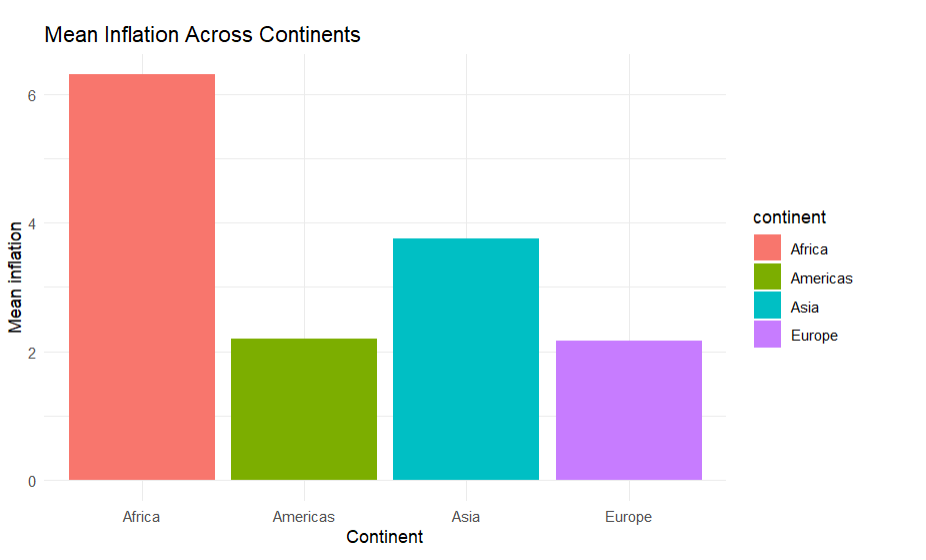 Mean Inflation Across Continents
Mean inflation
6
4
2
0
Africa
Americas
Asia
Europe
Continent
continent
Africa
Americas
Asia
Europe